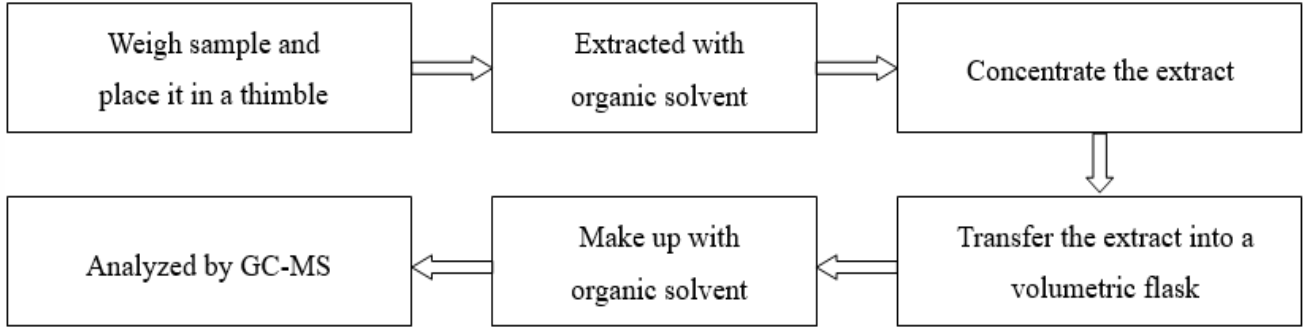 Weigh sample and
place it in a thimble
Extracted with
organic solvent
Concentrate the extract
Transfer the extract into a
volumetric flask
Make up with
organic solvent
Analyzed by GC-MS